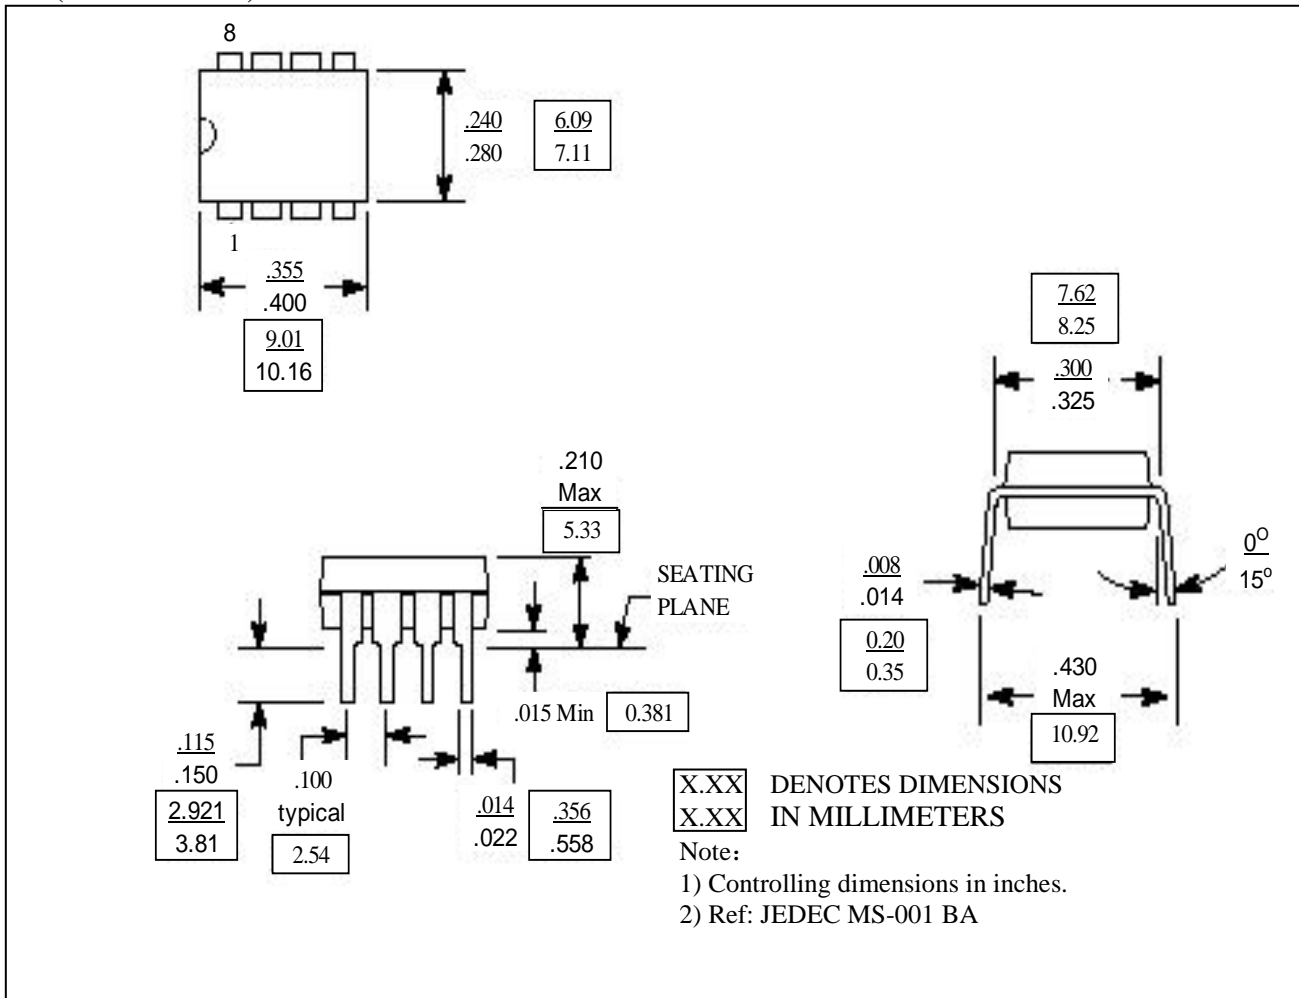 8
.240
.280
6.09
7.11
1
.355
.400
9.01
10.16
7.62
8.25
.300
.325
.210
Max
5.33
SEATING
PLANE
.008
.014
0.20
0.35
0O
15o
.430
Max
10.92
.015 Min
0.381
.115
.150
2.921
3.81
.100
typical
2.54
.014
.022
.356
.558
X.XX DENOTES DIMENSIONS
X.XX IN MILLIMETERS
Note：
1) Controlling dimensions in inches.
2) Ref: JEDEC MS-001 BA